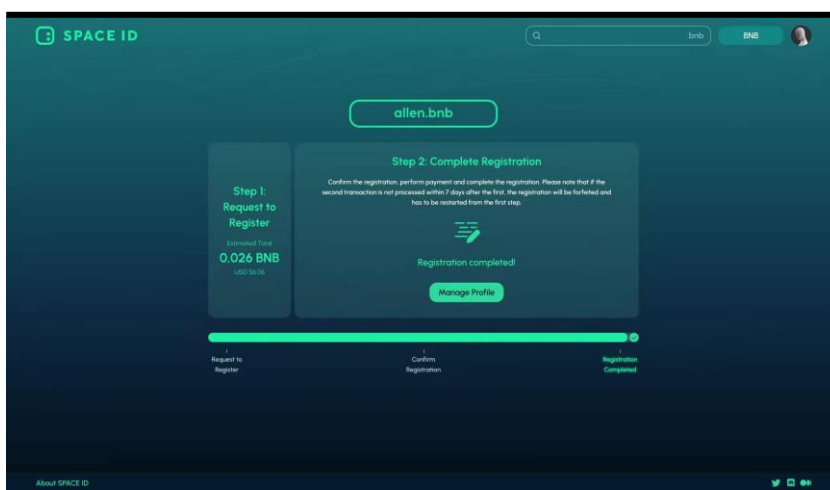 SPACE ID
.bnb
BNB
allen.bnb
Step 1:
Request to
Register
Estimated Total
0.026 BNB
USD $6.06
Step 2: Complete Registration
Confirm the registration, perform payment and complete the registration. Please note that if the
second transaction is not processed within 7 days after the first, the registration will be forfeited and
has to be restarted from the first step.
Registration completed!
Manage Profile
Request to
Register
Confirm
Registration
Registration
Completed
About SPACE ID